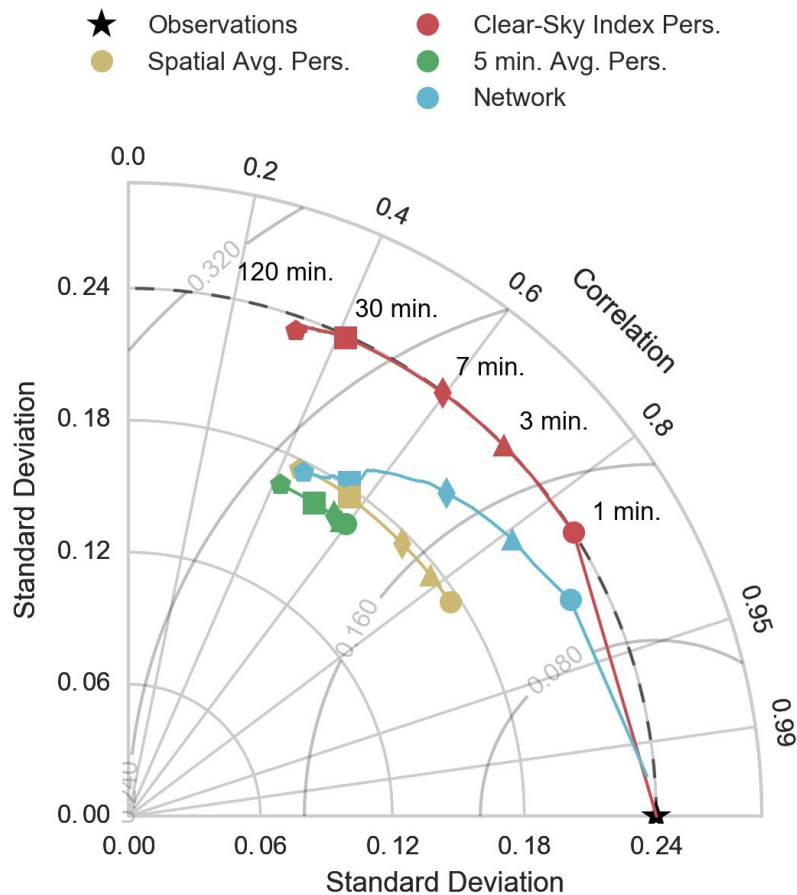 Observations
Clear-Sky Index Pers.
Spatial Avg. Pers.
5 min. Avg. Pers.
Network
0.0
0.2
0.4
0.6
0.8
0.95
0.99
Correlation
0.320
120 min.
30 min.
7 min.
3 min.
1 min.
0.160
0.080
Standard Deviation
0.24
0.18
0.12
0.06
0.00
0.00
0.06
0.12
0.18
0.24
Standard Deviation